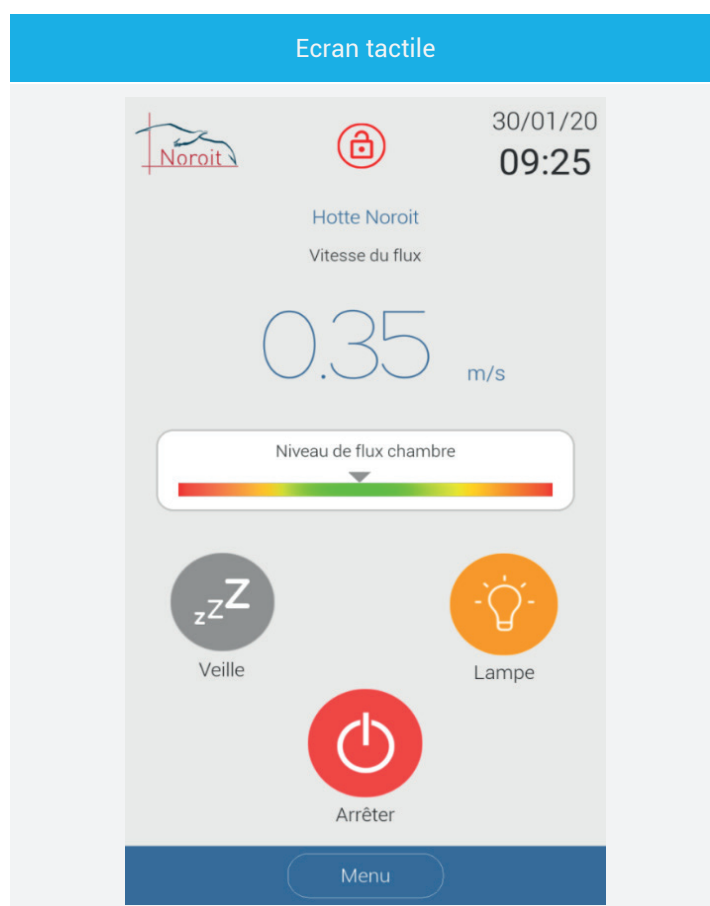 Ecran tactile
Noroit
30/01/20
09:25
Hotte Noroit
Vitesse du flux
0.35 m/s
Niveau de flux chambre
zZZ
Veille
Lampe
Arrêter
Menu